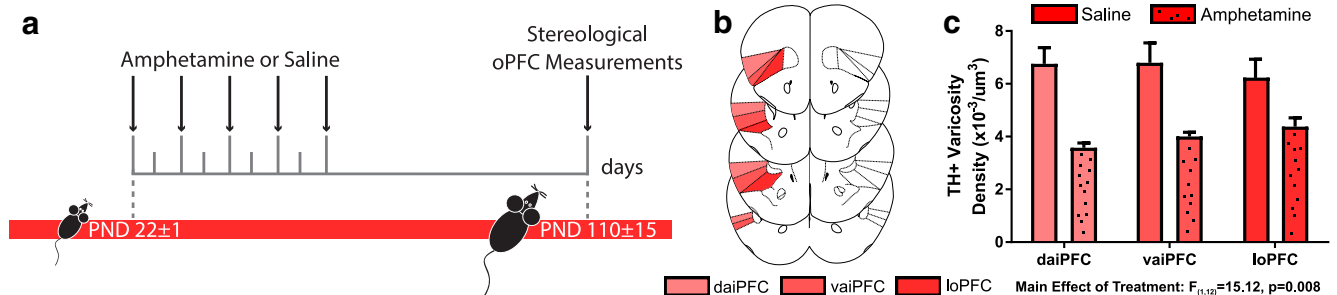 a
Amphetamine or Saline
Stereological
oPFC Measurements
days
PND 22±1
PND 110±15
b
daiPFC
vaiPFC
loPFC
c
Saline
Amphetamine
TH+ Varicosity
Density (x10⁻³/um³)
8
6
4
2
0
daiPFC
vaiPFC
loPFC
Main Effect of Treatment: F(1,12)=15.12, p=0.008